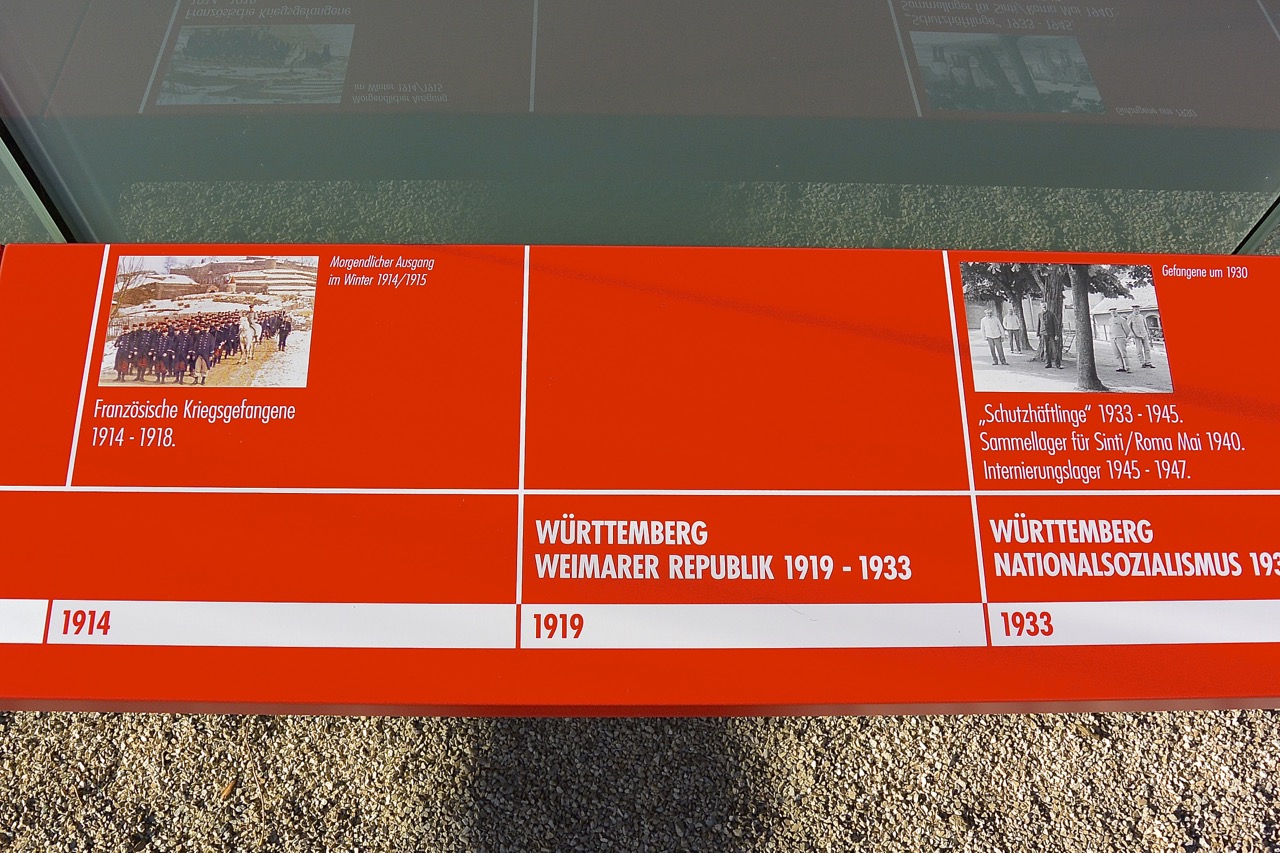 Morgendlicher Ausgang
im Winter 1914/1915
Französische Kriegsgefangene
1914 - 1918.
Gefangene um 1930
„Schutzhäftlinge“ 1933 - 1945.
Sammellager für Sinti/Roma Mai 1940.
Internierungslager 1945 - 1947.
WÜRTTEMBERG
WEIMARER REPUBLIK 1919 - 1933
WÜRTTEMBERG
NATIONALSOZIALISMUS 193
1914
1919
1933